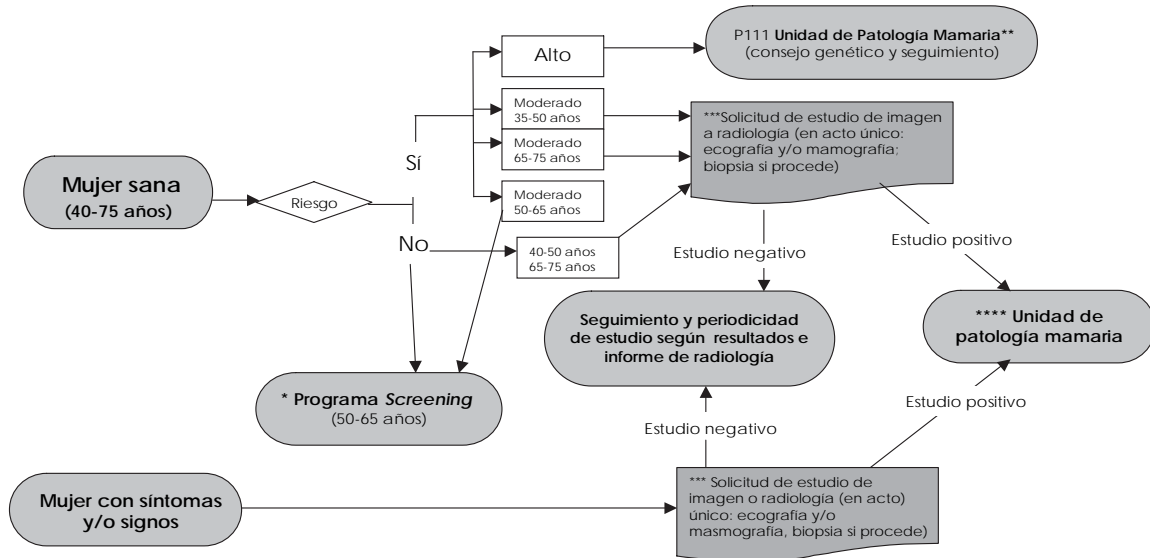 P111 Unidad de Patología Mamaria**
(consejo genético y seguimiento)
Alto
Moderado
35-50 años
Moderado
65-75 años
***Solicitud de estudio de imagen
a radiología (en acto único:
ecografía y/o mamografía;
biopsia si procede)
Sí
Mujer sana
(40-75 años)
Riesgo
Moderado
50-65 años
No
40-50 años
65-75 años
Estudio negativo
Estudio positivo
Seguimiento y periodicidad
de estudio según resultados e
informe de radiología
**** Unidad de
patología mamaria
* Programa Screening
(50-65 años)
Estudio negativo
Estudio positivo
Mujer con síntomas
y/o signos
*** Solicitud de estudio de
imagen o radiología (en acto)
único: ecografía y/o
masmografía, biopsia si procede)